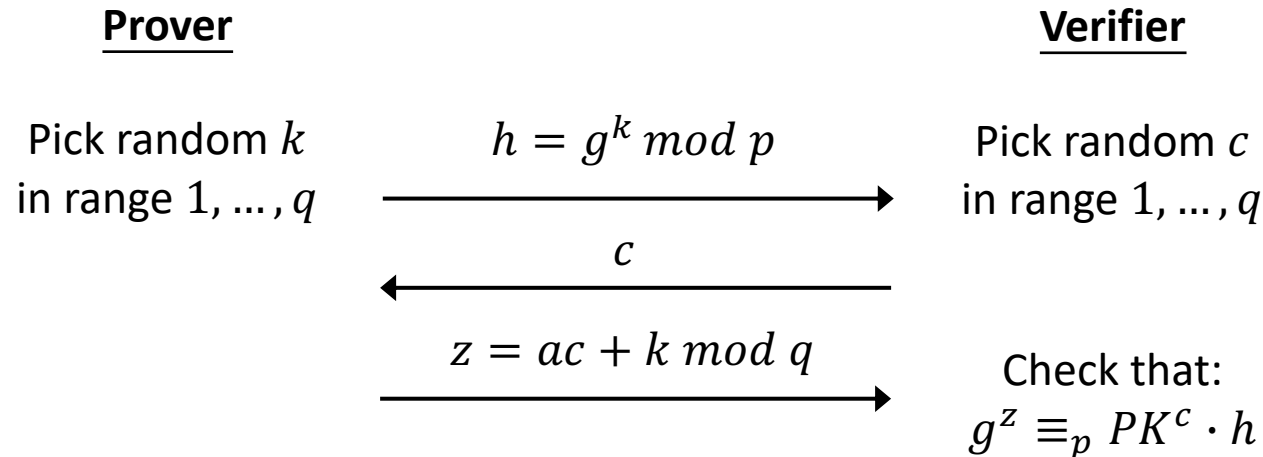 Prover
Verifier
Pick random k
in range 1, ... , q
h = g^k mod p
Pick random c
in range 1, ... , q
c
z = ac + k mod q
Check that:
g^z ≡_p PK^c · h